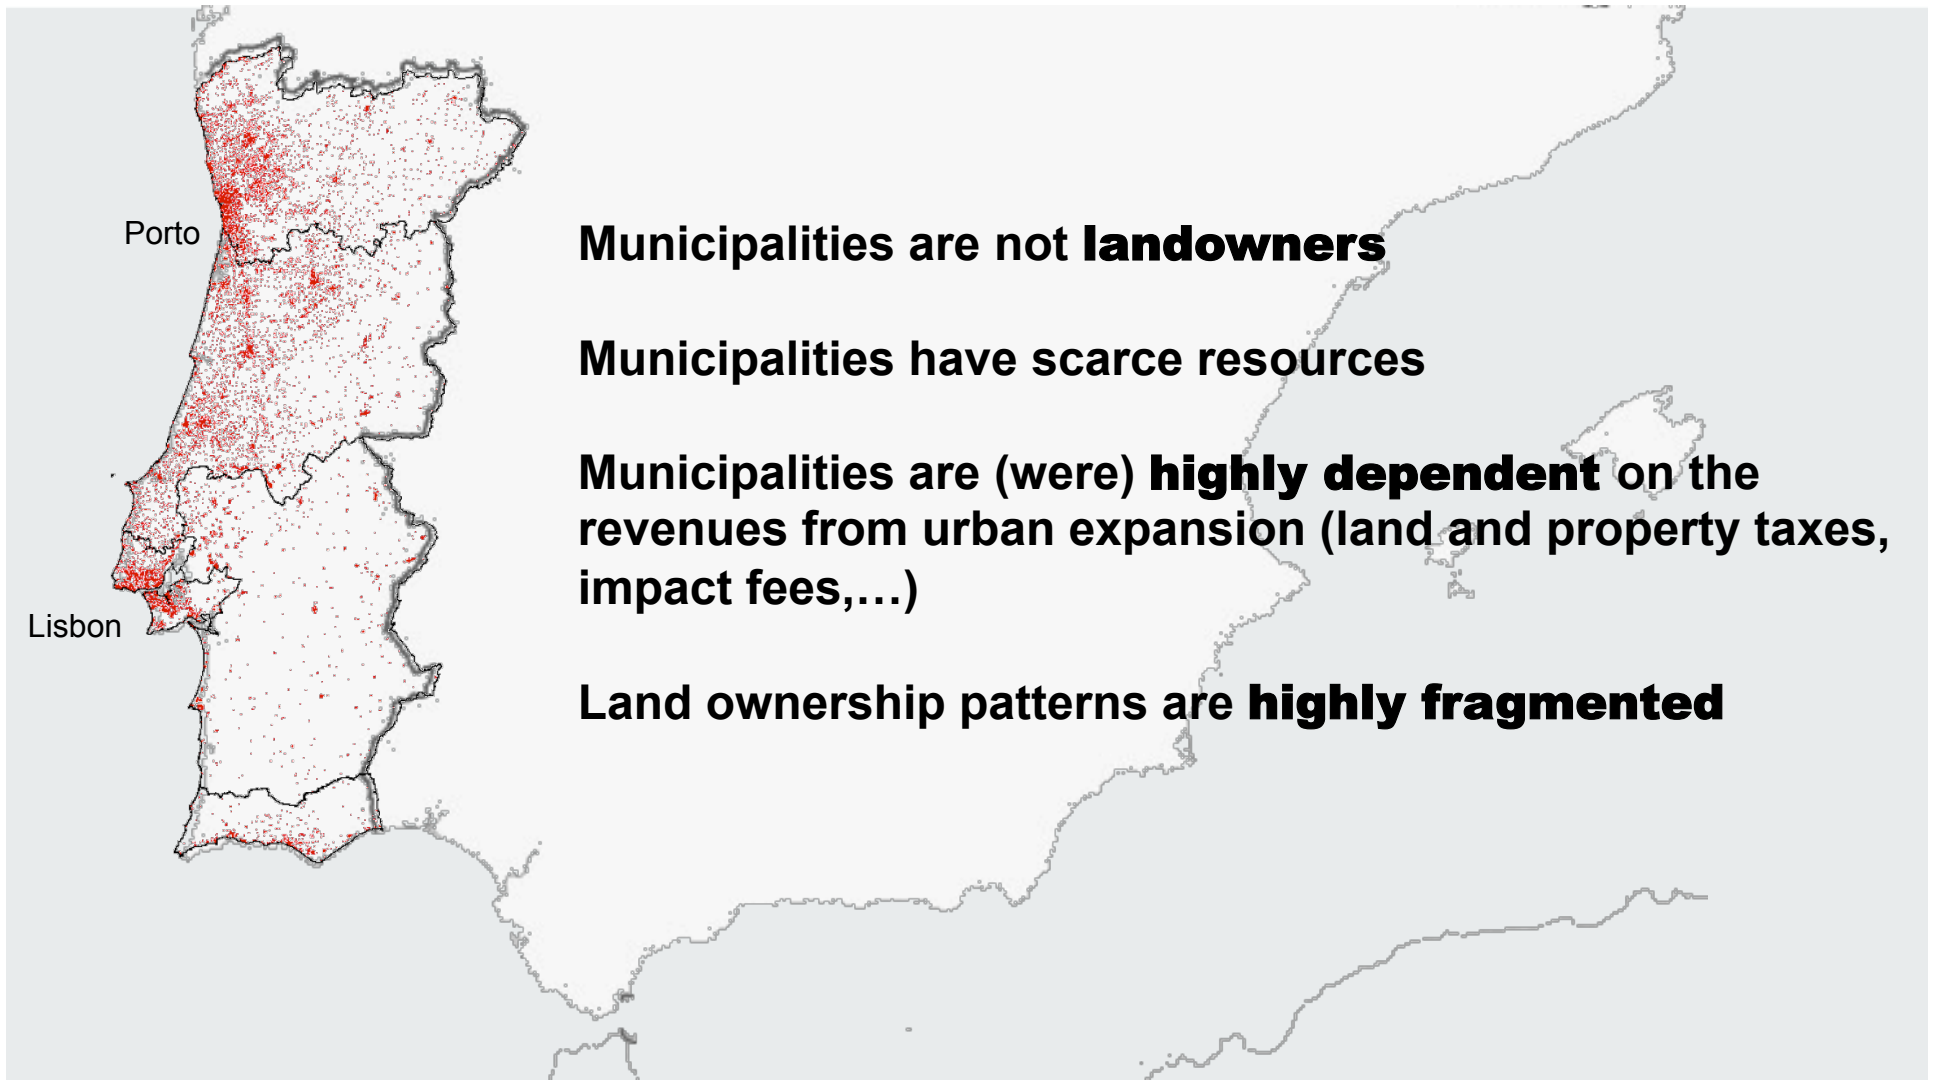 Porto
Municipalities are not landowners
Municipalities have scarce resources
Municipalities are (were) highly dependent on the
revenues from urban expansion (land and property taxes,
impact fees,…)
Lisbon
Land ownership patterns are highly fragmented